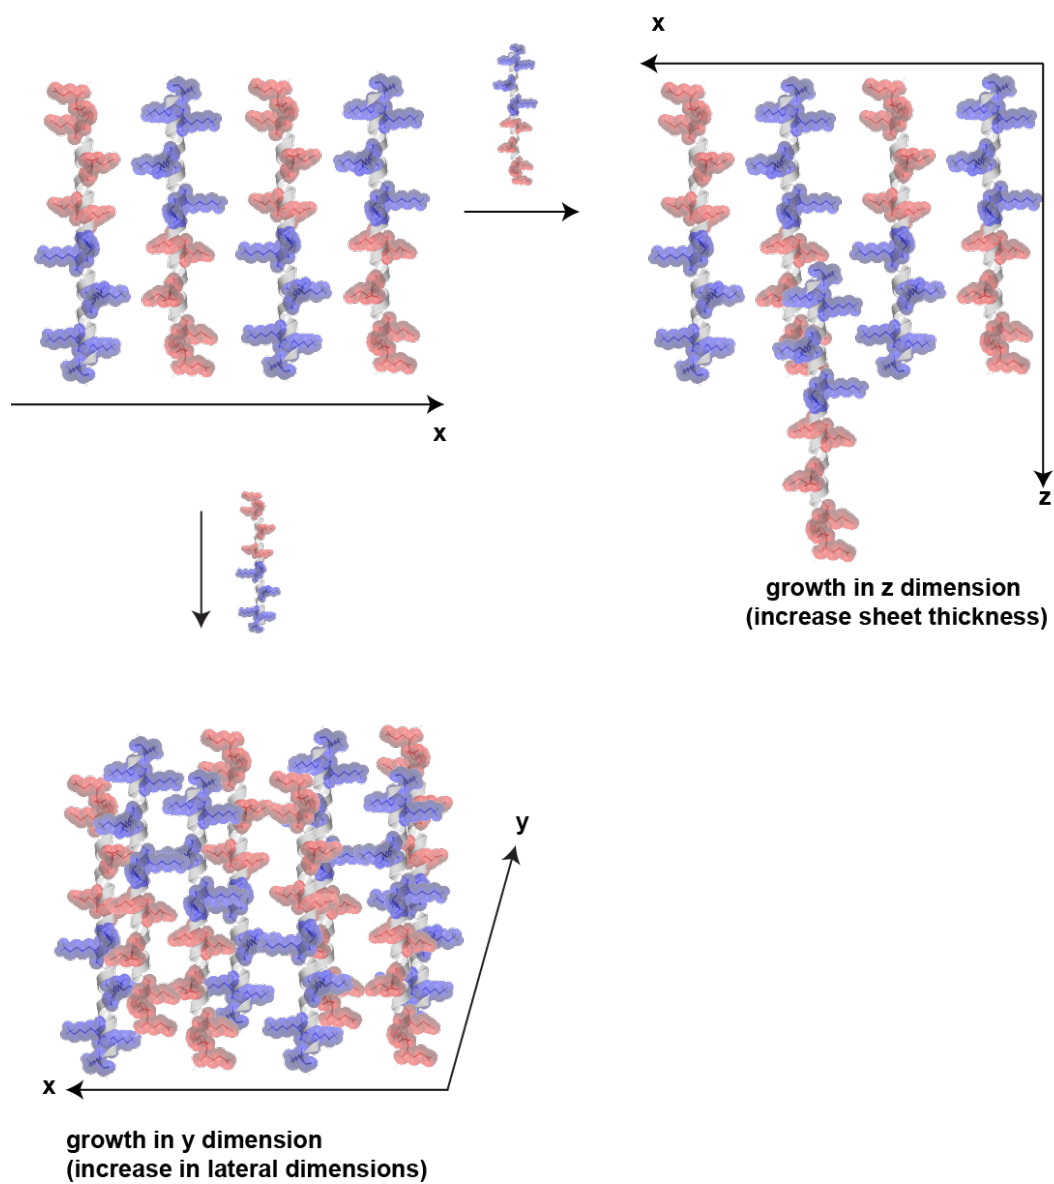 x
x
z
growth in z dimension
(increase sheet thickness)
y
x
growth in y dimension
(increase in lateral dimensions)